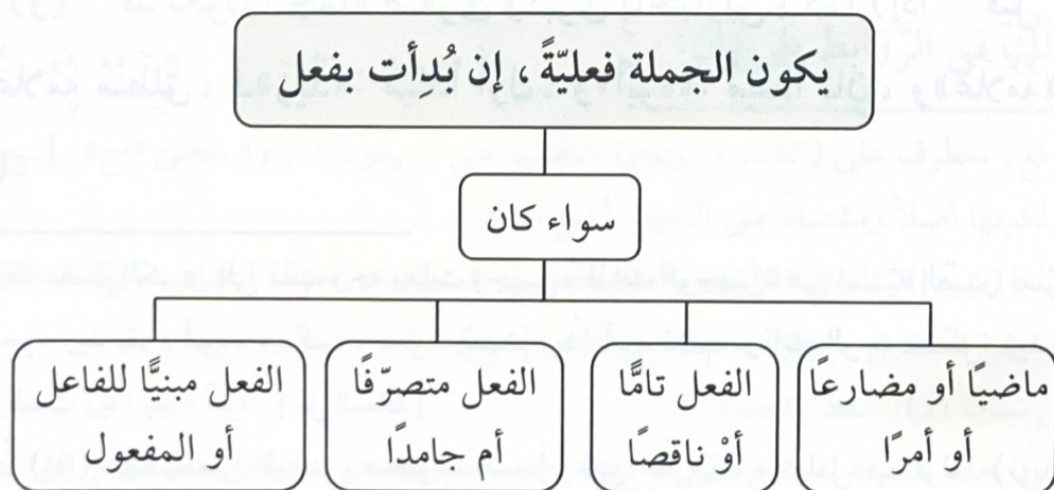 يكون الجملة فعليّةً ، إن بُدِأت بفعل
سواء كان
ماضيًا أو مضارعًا
أو أمرًا
الفعل تامًّا
أوْ ناقصًا
الفعل متصرّفًا
أم جامدًا
الفعل مبنيًّا للفاعل
أو المفعول